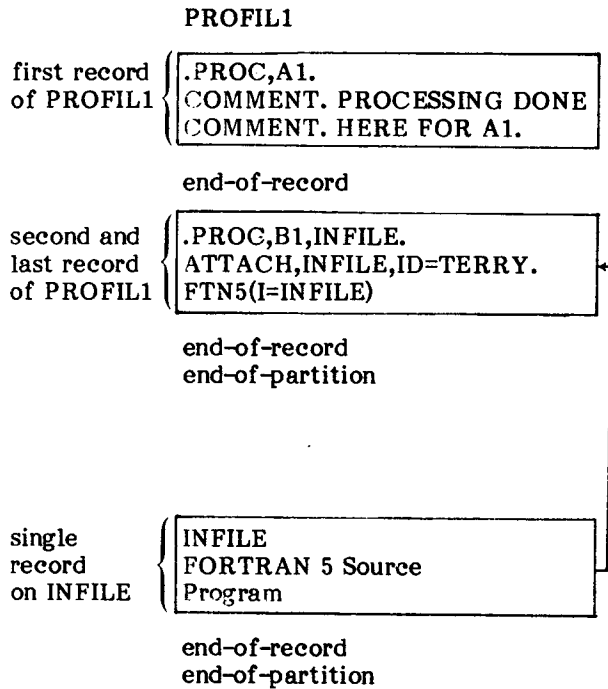 PROFIL1
first record
of PROFIL1
.PROC,A1.
COMMENT. PROCESSING DONE
COMMENT. HERE FOR A1.
end-of-record
second and
last record
of PROFIL1
.PROC,B1,INFILE.
ATTACH,INFILE,ID=TERRY.
FTN5(I=INFILE)
end-of-record
end-of-partition
single
record
on INFILE
INFILE
FORTRAN 5 Source
Program
end-of-record
end-of-partition